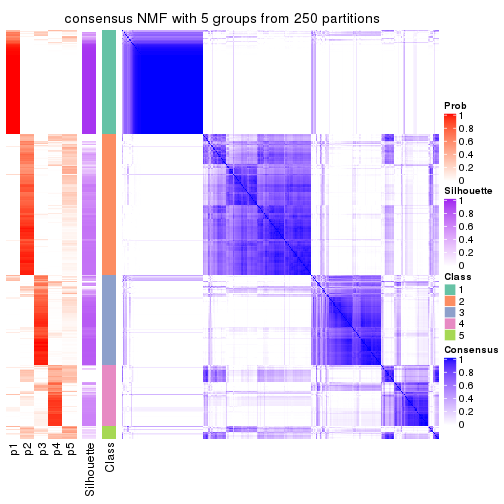 consensus NMF with 5 groups from 250 partitions
Prob
1
0.8
0.6
0.4
0.2
0
Silhouette
1
0.8
0.6
0.4
0.2
0
Class
1
2
3
4
5
Consensus
1
0.8
0.6
0.4
0.2
0
p1
p2
p3
p4
p5
Silhouette
Class